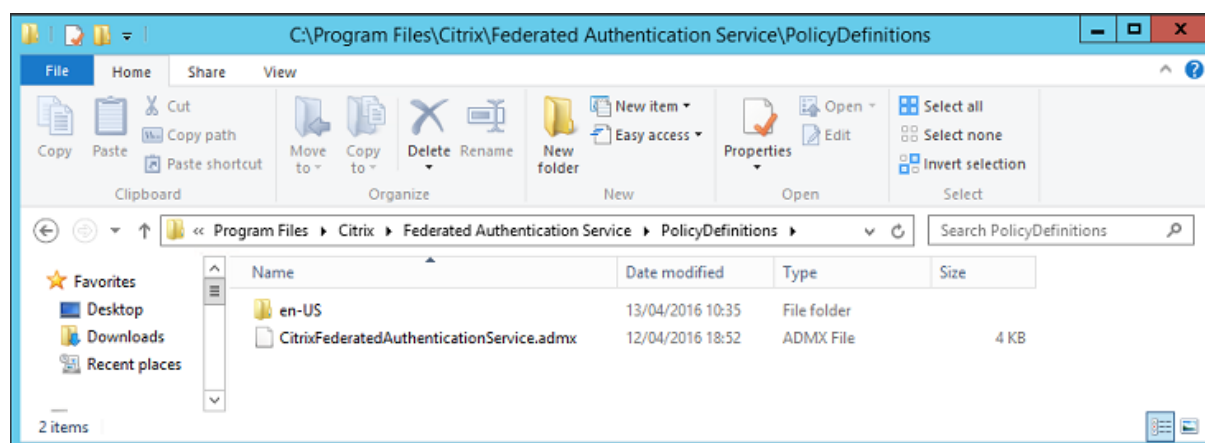 C:\Program Files\Citrix\Federated Authentication Service\PolicyDefinitions
File Home Share View
Copy
Paste
Cut
Copy path
Paste shortcut
Clipboard
Move to
Copy to
Delete
Rename
Organize
New folder
New item
Easy access
New
Properties
Open
Edit
Open
Select all
Select none
Invert selection
Select
« Program Files Citrix Federated Authentication Service PolicyDefinitions
Search PolicyDefinitions
Favorites
Desktop
Downloads
Recent places
Name Date modified Type Size
en-US 13/04/2016 10:35 File folder
CitrixFederatedAuthenticationService.admx 12/04/2016 18:52 ADMX File 4 KB
2 items